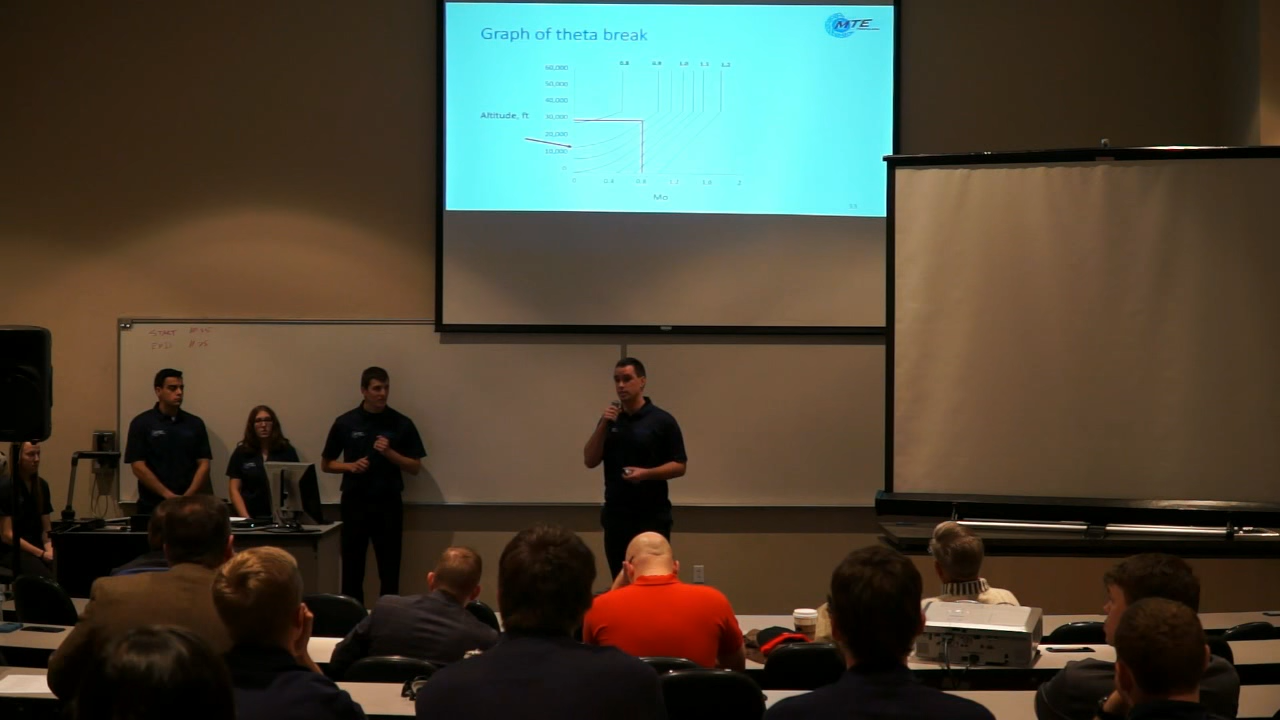 Graph of theta break
MTE
0.8 0.9 1.0 1.1 1.2
60,000
50,000
40,000
Altitude, ft 30,000
20,000
10,000
0
0 0.4 0.8 1.2 1.6 2
Mo
START
END